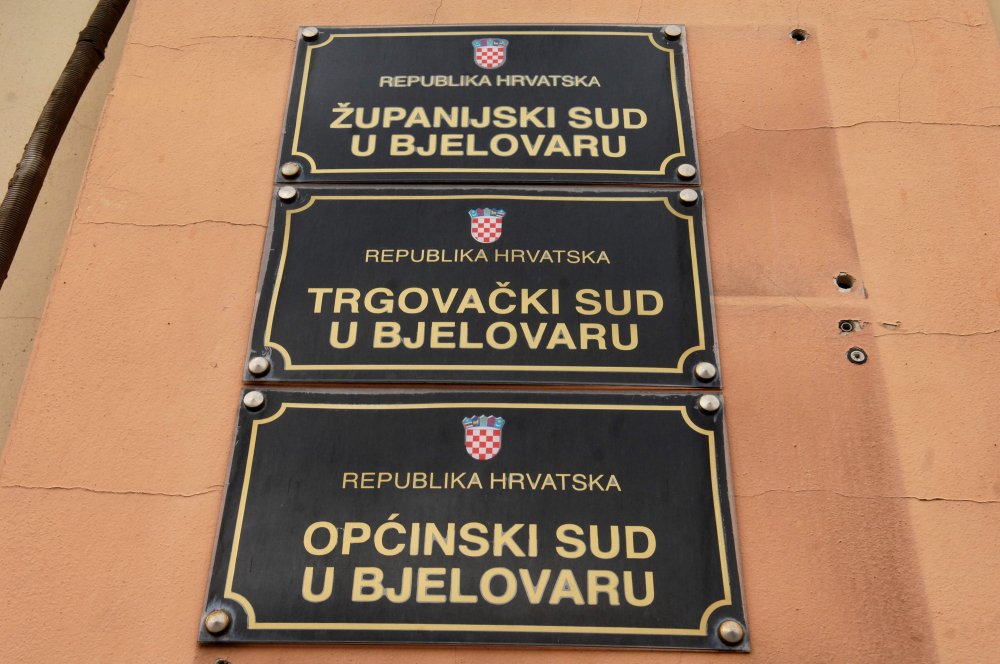 REPUBLIKA HRVATSKA
ŽUPANIJSKI SUD
U BJELOVARU
REPUBLIKA HRVATSKA
TRGOVAČKI SUD
U BJELOVARU
REPUBLIKA HRVATSKA
OPĆINSKI SUD
U BJELOVARU